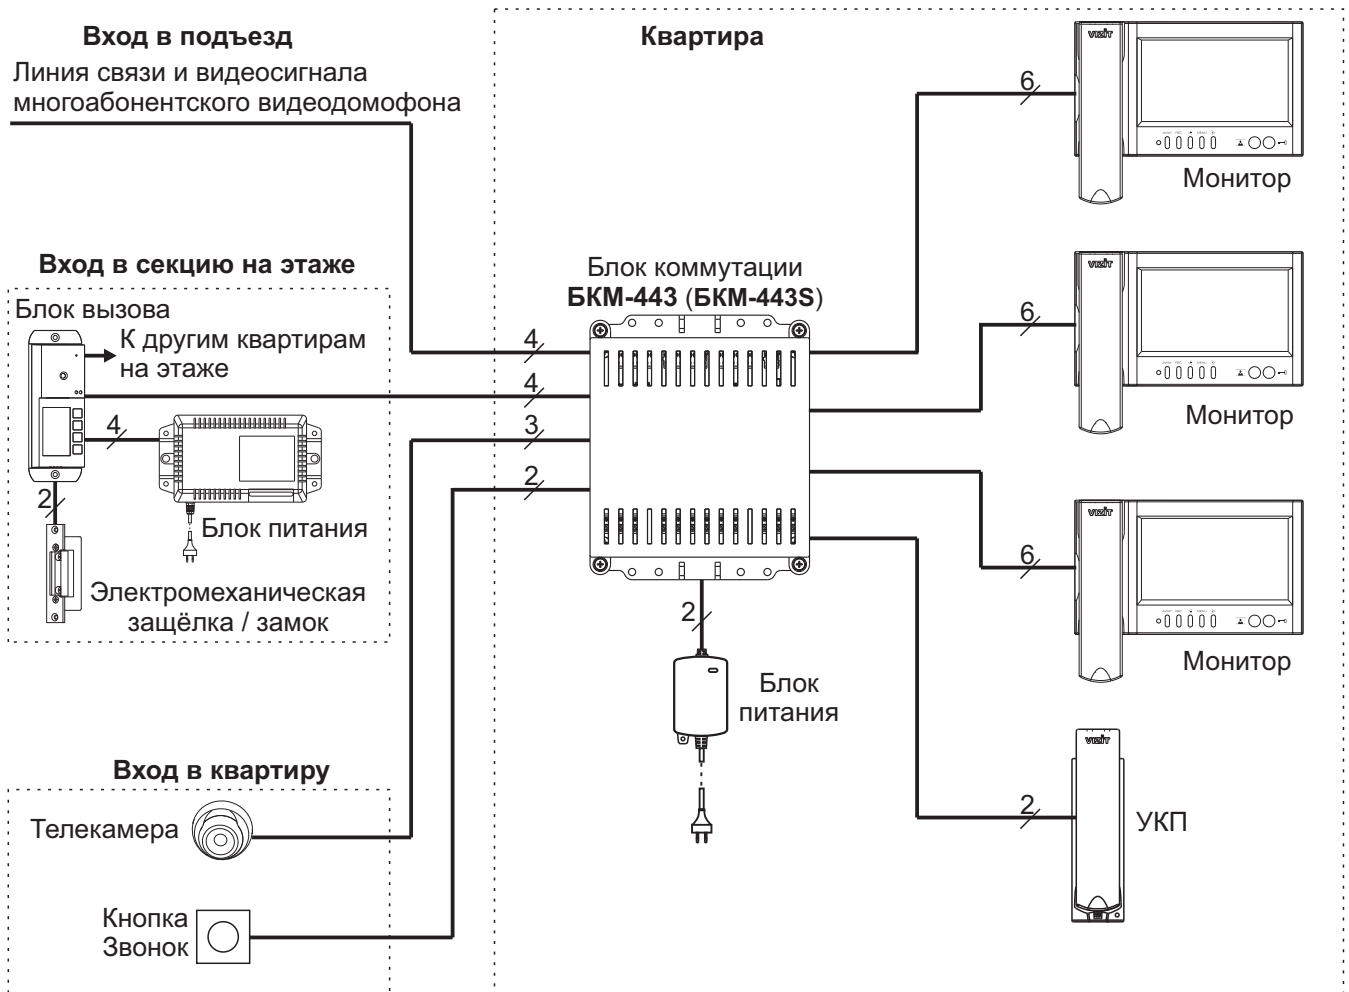 Вход в подъезд
Линия связи и видеосигнала
многоабонентского видеодомофона
Квартира
6
VIZIT
Монитор
Вход в секцию на этаже
Блок вызова
К другим квартирам
на этаже
4
2
Блок питания
Электромеханическая
защёлка / замок
Блок коммутации
БКМ-443 (БКМ-443S)
4
4
3
2
6
VIZIT
Монитор
6
VIZIT
Монитор
2
Блок
питания
2
VIZIT
УКП
Вход в квартиру
Телекамера
Кнопка
Звонок